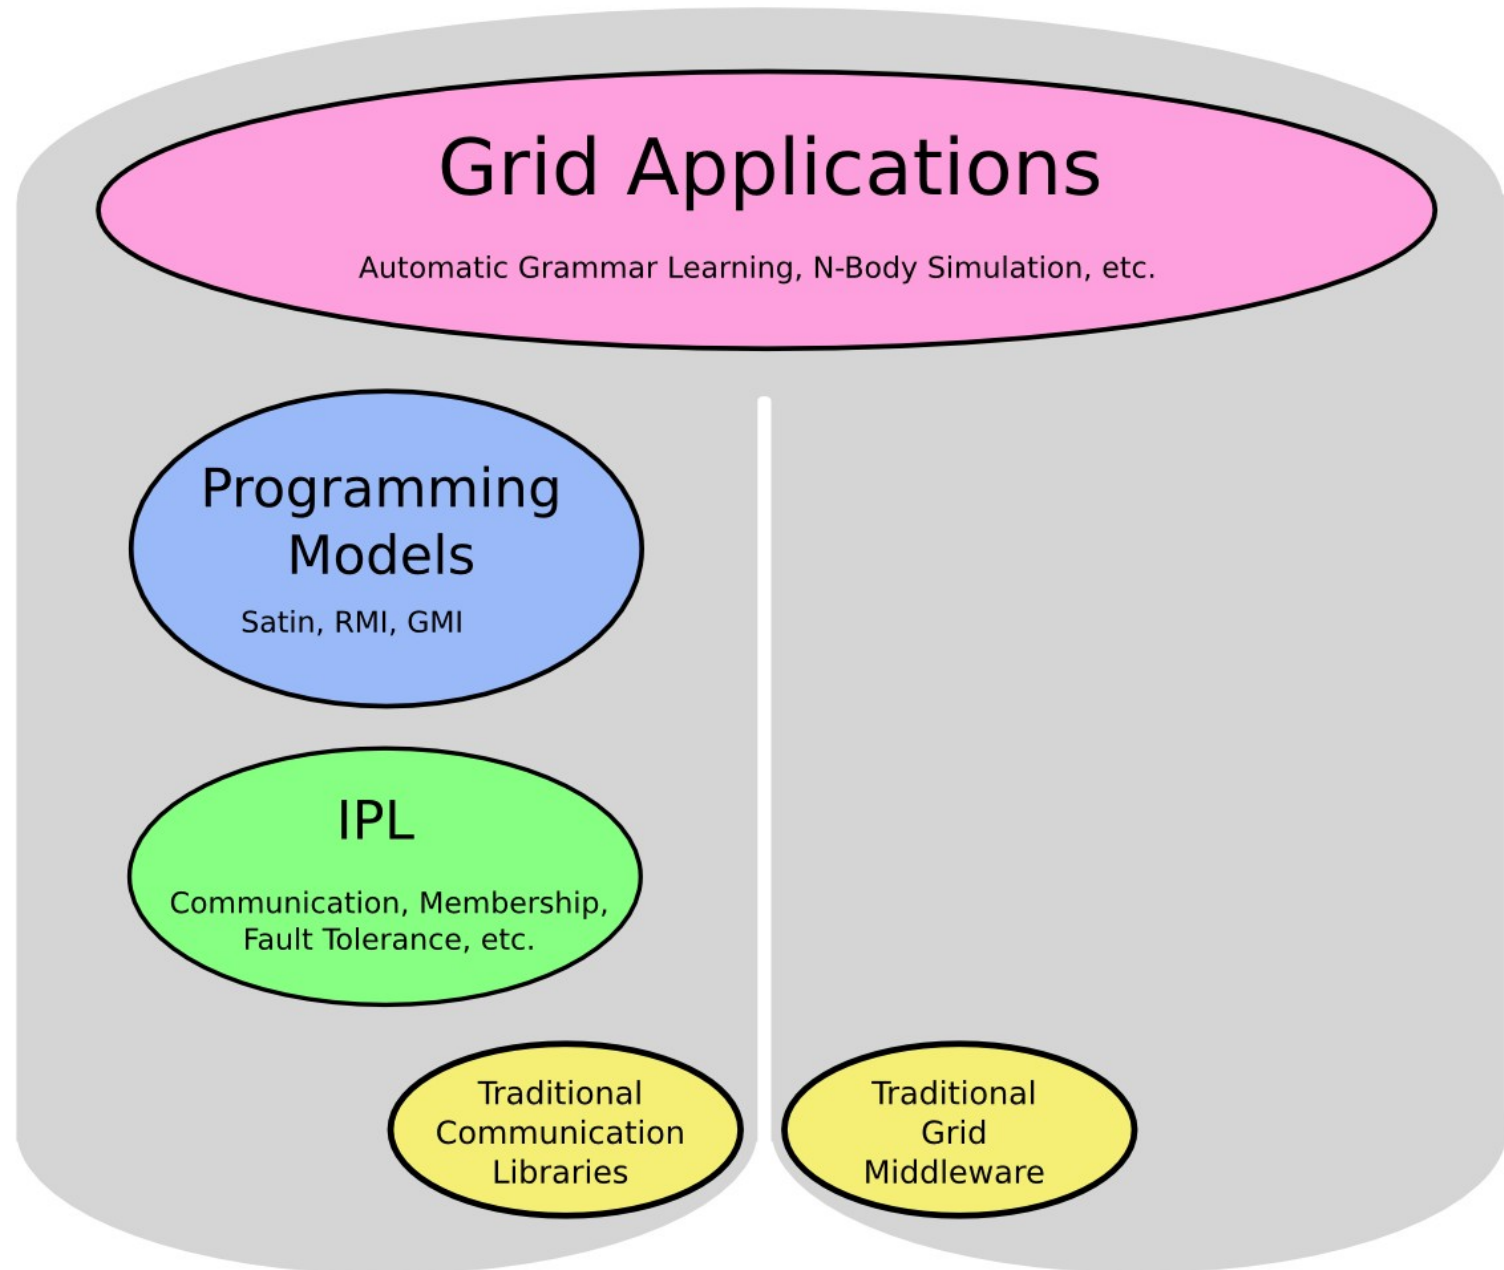 Grid Applications
Automatic Grammar Learning, N-Body Simulation, etc.
Programming
Models
Satin, RMI, GMI
IPL
Communication, Membership,
Fault Tolerance, etc.
Traditional
Communication
Libraries
Traditional
Grid
Middleware